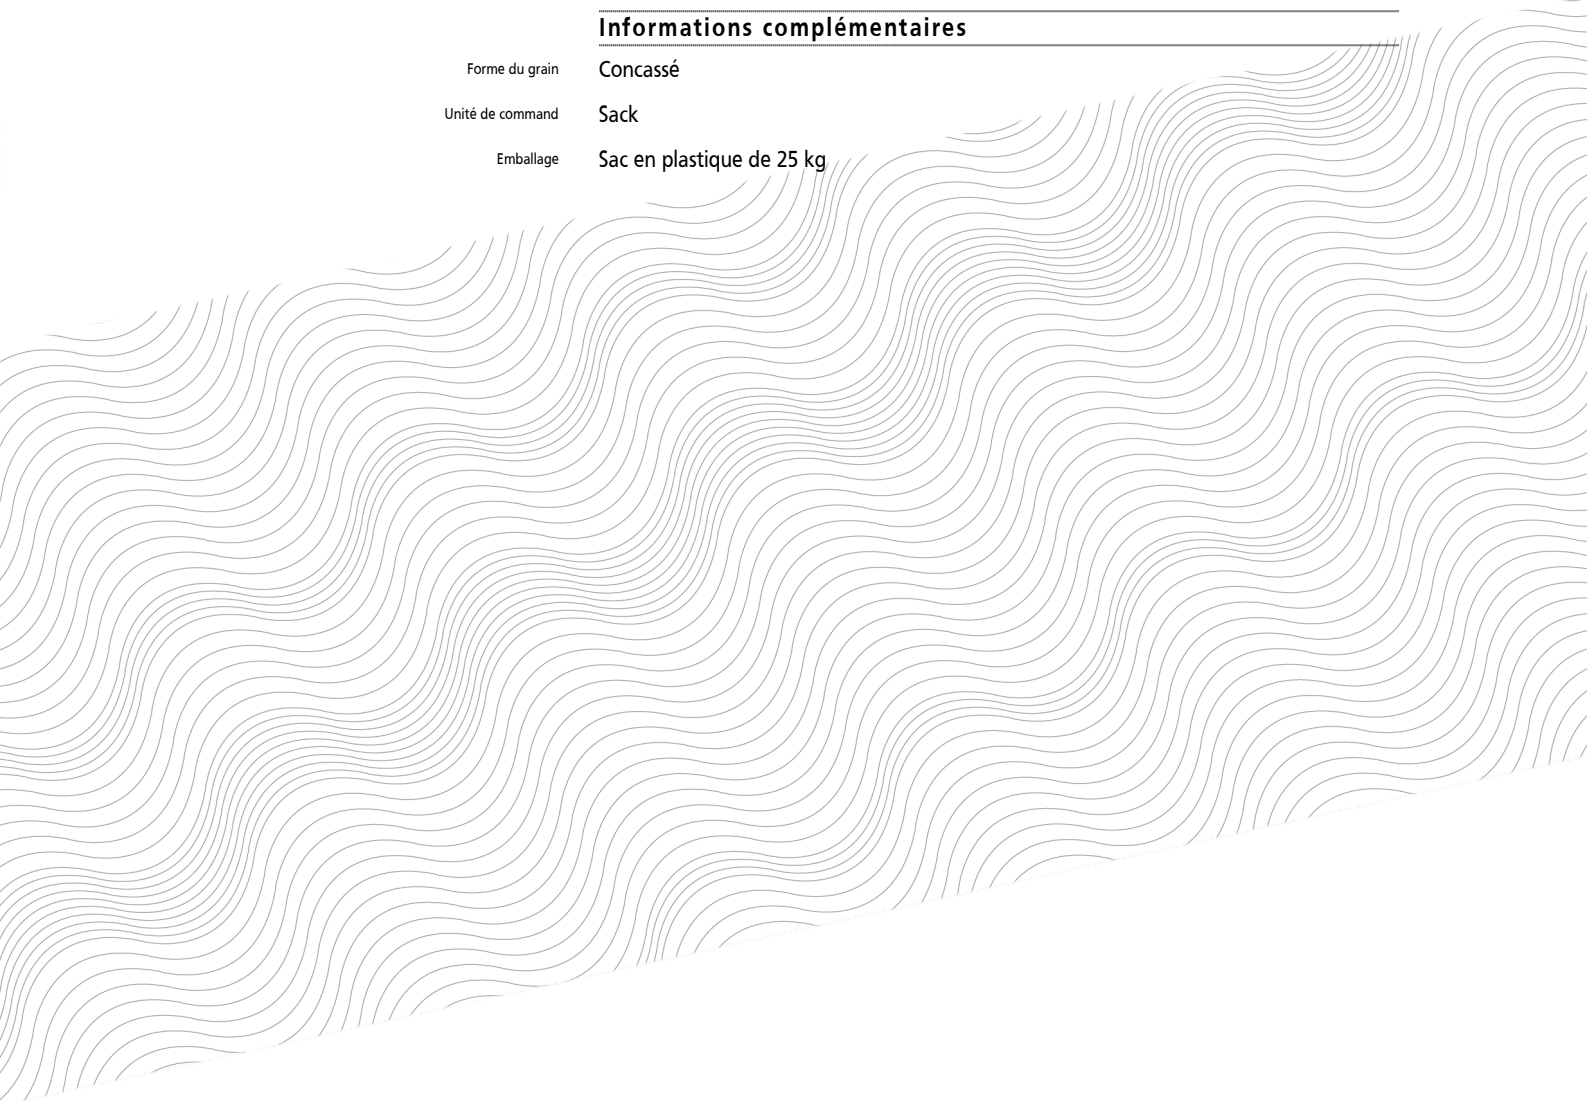 Informations complémentaires
Forme du grain Concassé
Unité de command Sack
Emballage Sac en plastique de 25 kg